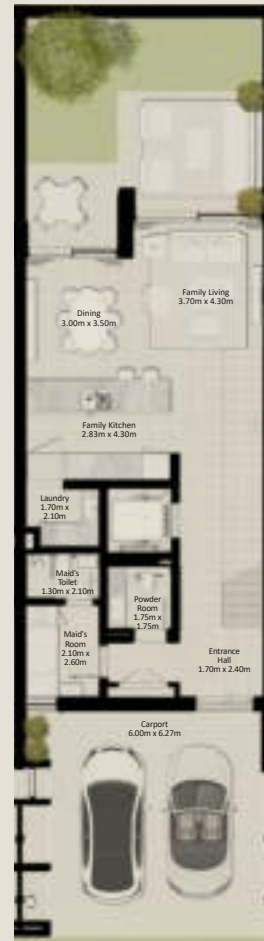 Family Living
3.70m x 4.30m
Dining
3.00m x 3.50m
Family Kitchen
2.83m x 4.30m
Laundry
1.70m x
2.10m
Maid's
Toilet
1.30m x 2.10m
Powder
Room
1.75m x
1.75m
Maid's
Room
2.10m x
2.60m
Entrance
Hall
1.70m x 2.40m
Carport
6.00m x 6.27m